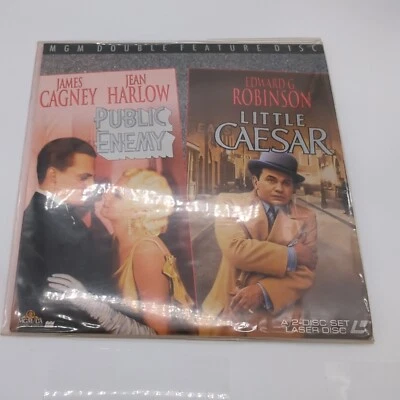 MGM DOUBLE FEATURE DISC
JAMES
CAGNEY
JEAN
HARLOW
PUBLIC
ENEMY
EDWARD G.
ROBINSON
LITTLE
CAESAR
A 2-DISC SET
LASER DISC